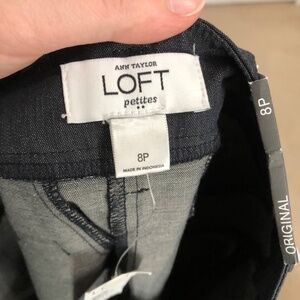 ANN TAYLOR
LOFT
petites
8P
MADE IN INDONESIA
8P
ORIGINAL